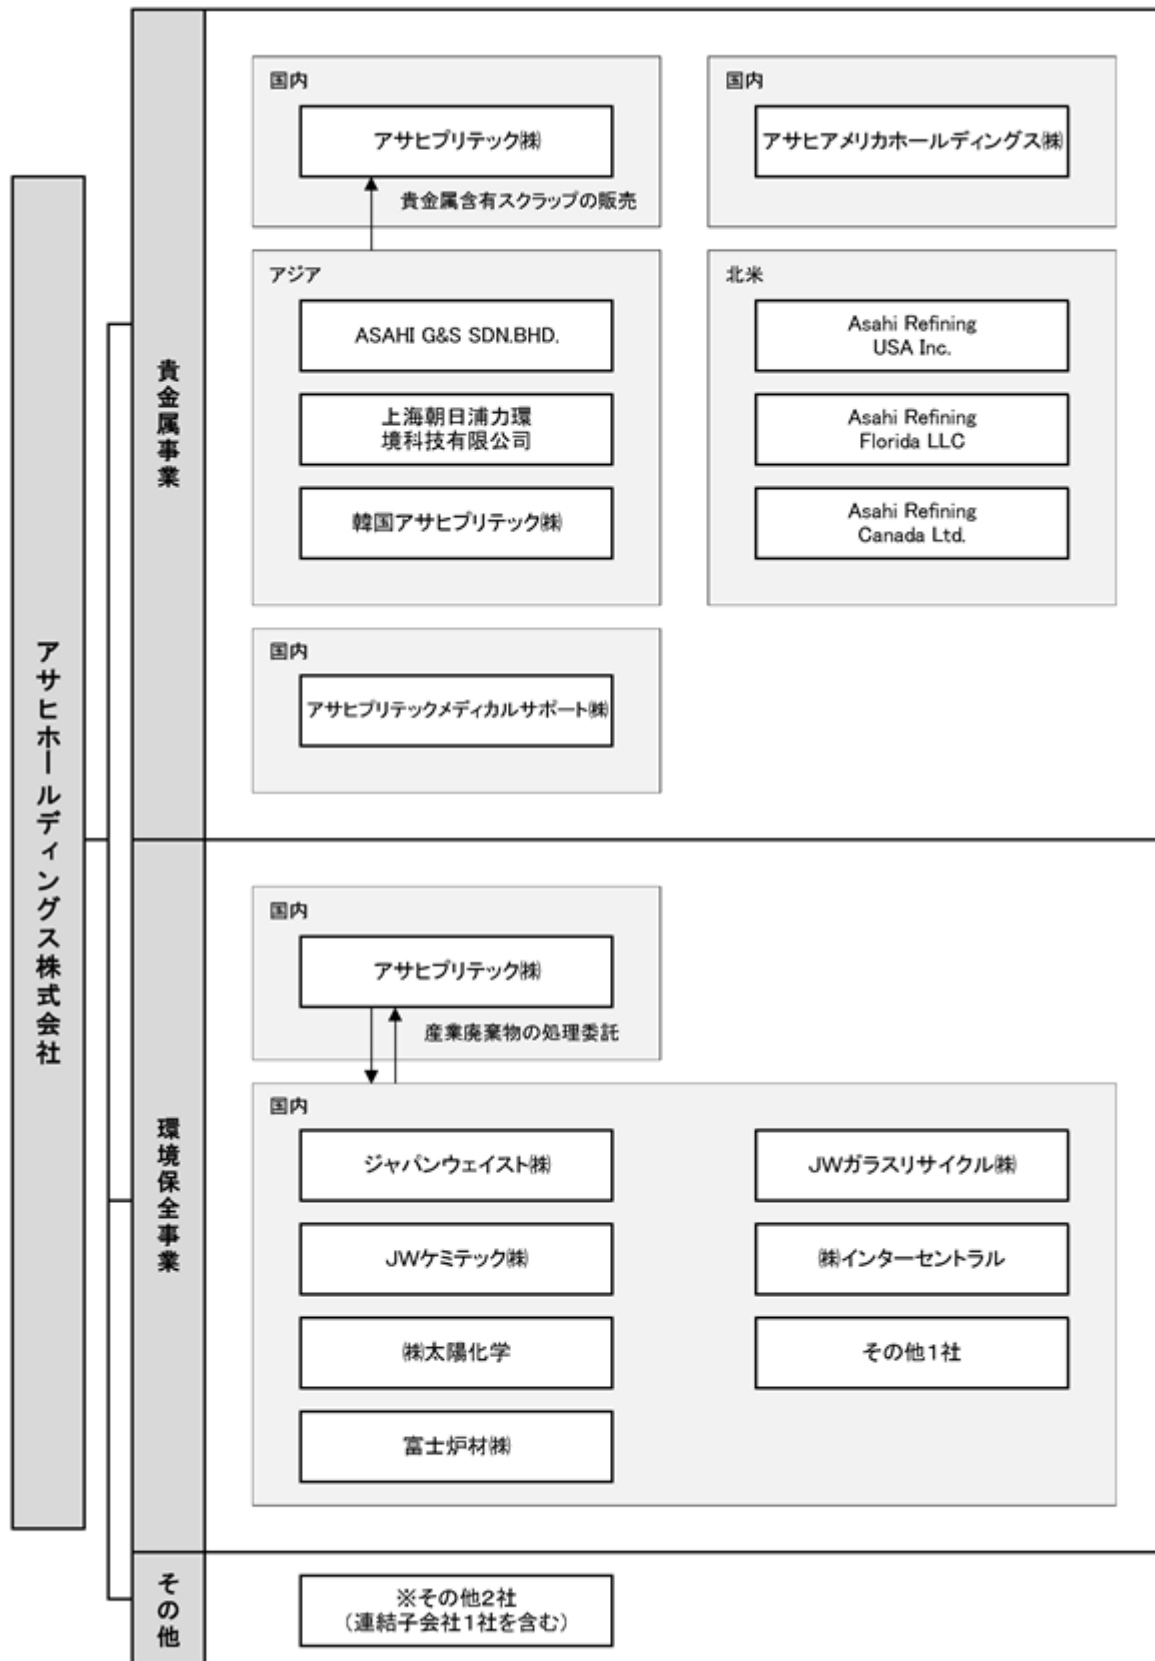 アサヒホールディングス株式会社
貴金属事業
国内
アサヒプリテック㈱
貴金属含有スクラップの販売
国内
アサヒアメリカホールディングス㈱
アジア
ASAHI G&S SDN.BHD.
上海朝日浦力環
境科技有限公司
韓国アサヒプリテック㈱
北米
Asahi Refining
USA Inc.
Asahi Refining
Florida LLC
Asahi Refining
Canada Ltd.
国内
アサヒプリテックメディカルサポート㈱
環境保全事業
国内
アサヒプリテック㈱
産業廃棄物の処理委託
国内
ジャパンウェイスト㈱
JWガラスリサイクル㈱
JWケミテック㈱
㈱インターセントラル
㈱太陽化学
その他1社
富士炉材㈱
その他
※その他2社
(連結子会社1社を含む)